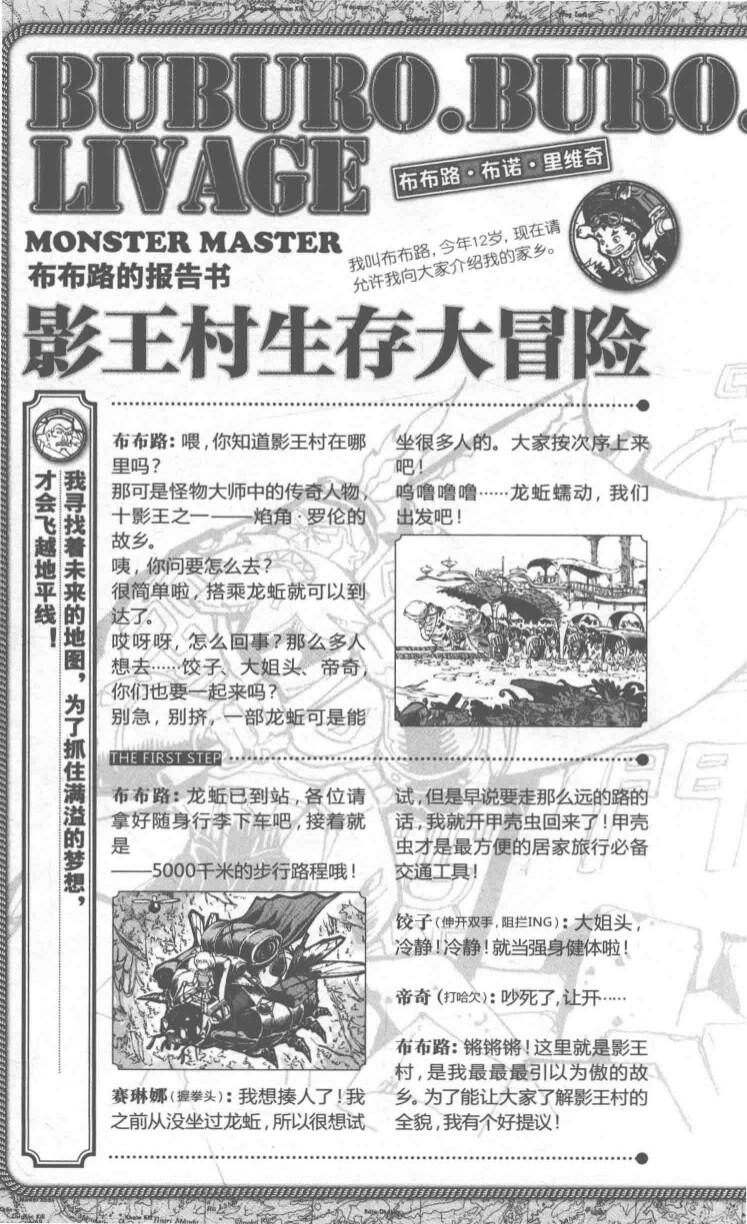 BUBURO.BURO.
LIVAGE
布布路·布诺·里维奇
MONSTER MASTER
布布路的报告书
我叫布布路，今年12岁，现在请
允许我向大家介绍我的家乡。
影王村生存大冒险
我寻找着未来的地图，为了抓住满溢的梦想，
才会飞越地平线！
布布路：喂，你知道影王村在哪
里吗？
那可是怪物大师中的传奇人物，
十影王之一——焰角·罗伦的
故乡。
咦，你问要怎么去？
很简单啦，搭乘龙蚯就可以到
达了。
哎呀呀，怎么回事？那么多人
想去……饺子、大姐头、帝奇，
你们也要一起来吗？
别急，别挤，一部龙蚯可是能
坐很多人的。大家按次序上来
吧！
呜噜噜噜……龙蚯蠕动，我们
出发吧！
THE FIRST STEP
布布路：龙蚯已到站，各位请
拿好随身行李下车吧，接着就
是
——5000千米的步行路程哦！
赛琳娜（握拳头）：我想揍人了！我
之前从没坐过龙蚯，所以很想试
试，但是早说要走那么远的路的
话，我就开甲壳虫回来了！甲壳
虫才是最方便的居家旅行必备
交通工具！
饺子（伸开双手，阻拦ING）：大姐头，
冷静！冷静！就当强身健体啦！
帝奇（打哈欠）：吵死了，让开……
布布路：锵锵锵！这里就是影王
村，是我最最最引以为傲的故
乡。为了能让大家了解影王村的
全貌，我有个好提议！